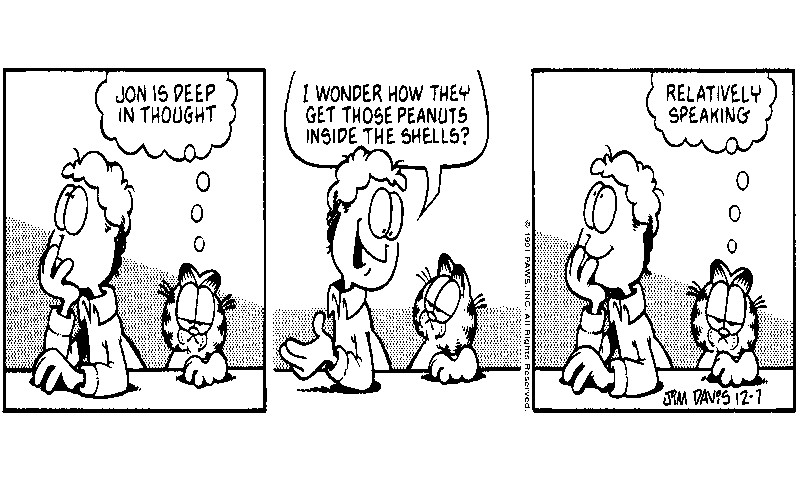 JON IS DEEP
IN THOUGHT
I WONDER HOW THEY
GET THOSE PEANUTS
INSIDE THE SHELLS?
© 1991 PAWS, INC. All Rights Reserved.
RELATIVELY
SPEAKING
JIM DAVIS 12-7